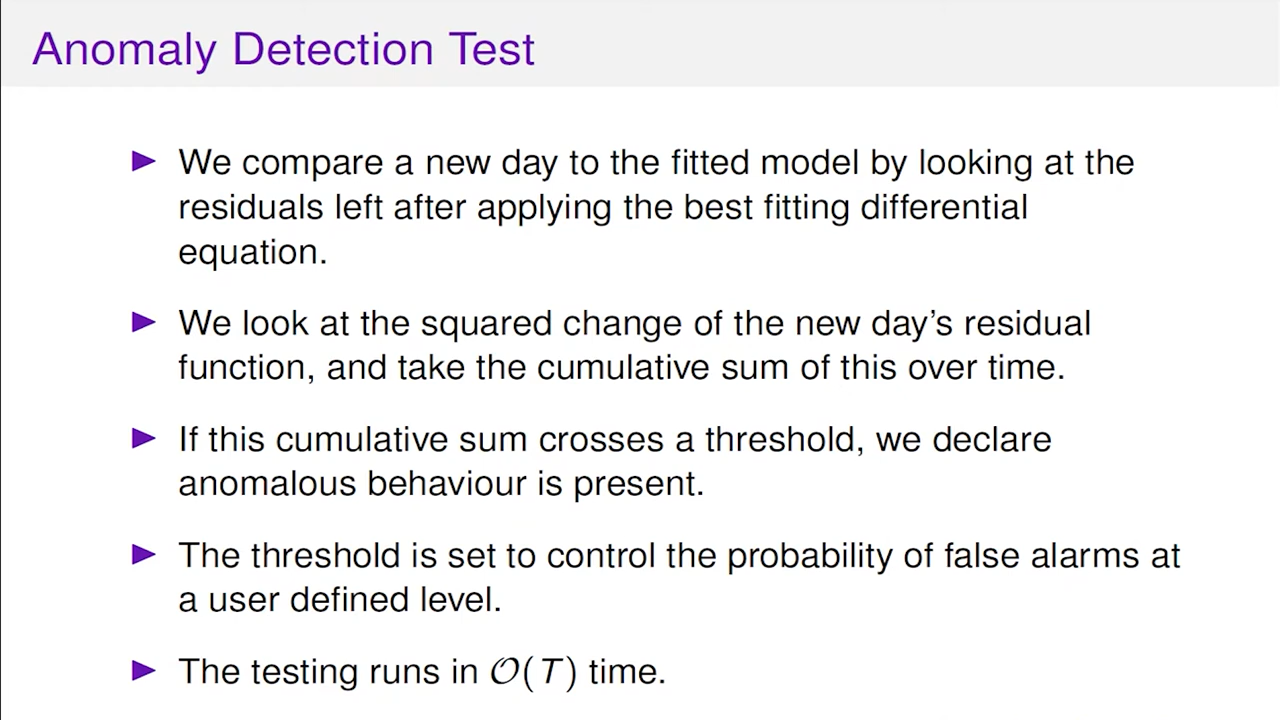 Anomaly Detection Test
We compare a new day to the fitted model by looking at the
residuals left after applying the best fitting differential
equation.
We look at the squared change of the new day's residual
function, and take the cumulative sum of this over time.
If this cumulative sum crosses a threshold, we declare
anomalous behaviour is present.
The threshold is set to control the probability of false alarms at
a user defined level.
The testing runs in 𝒪(T) time.